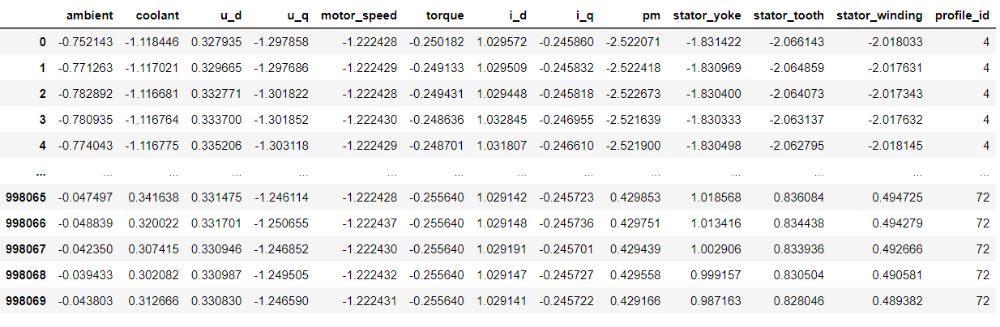 ambient coolant u_d u_q motor_speed torque i_d i_q pm stator_yoke stator_tooth stator_winding profile_id
0 -0.752143 -1.118446 0.327935 -1.297858 -1.222428 -0.250182 1.029572 -0.245860 -2.522071 -1.831422 -2.066143 -2.018033 4
1 -0.771263 -1.117021 0.329665 -1.297686 -1.222429 -0.249133 1.029509 -0.245832 -2.522418 -1.830969 -2.064859 -2.017631 4
2 -0.782892 -1.116681 0.332771 -1.301822 -1.222428 -0.249431 1.029448 -0.245818 -2.522673 -1.830400 -2.064073 -2.017343 4
3 -0.780935 -1.116764 0.333700 -1.301852 -1.222430 -0.248636 1.032845 -0.246955 -2.521639 -1.830333 -2.063137 -2.017632 4
4 -0.774043 -1.116775 0.335206 -1.303118 -1.222429 -0.248701 1.031807 -0.246610 -2.521900 -1.830498 -2.062795 -2.018145 4
... ... ... ... ... ... ... ... ... ... ... ... ... ...
998065 -0.047497 0.341638 0.331475 -1.246114 -1.222428 -0.255640 1.029142 -0.245723 0.429853 1.018568 0.836084 0.494725 72
998066 -0.048839 0.320022 0.331701 -1.250655 -1.222437 -0.255640 1.029148 -0.245736 0.429751 1.013416 0.834438 0.494279 72
998067 -0.042350 0.307415 0.330946 -1.246852 -1.222430 -0.255640 1.029191 -0.245701 0.429439 1.002906 0.833936 0.492666 72
998068 -0.039433 0.302082 0.330987 -1.249505 -1.222432 -0.255640 1.029147 -0.245727 0.429558 0.999157 0.830504 0.490581 72
998069 -0.043803 0.312666 0.330830 -1.246590 -1.222431 -0.255640 1.029141 -0.245722 0.429166 0.987163 0.828046 0.489382 72